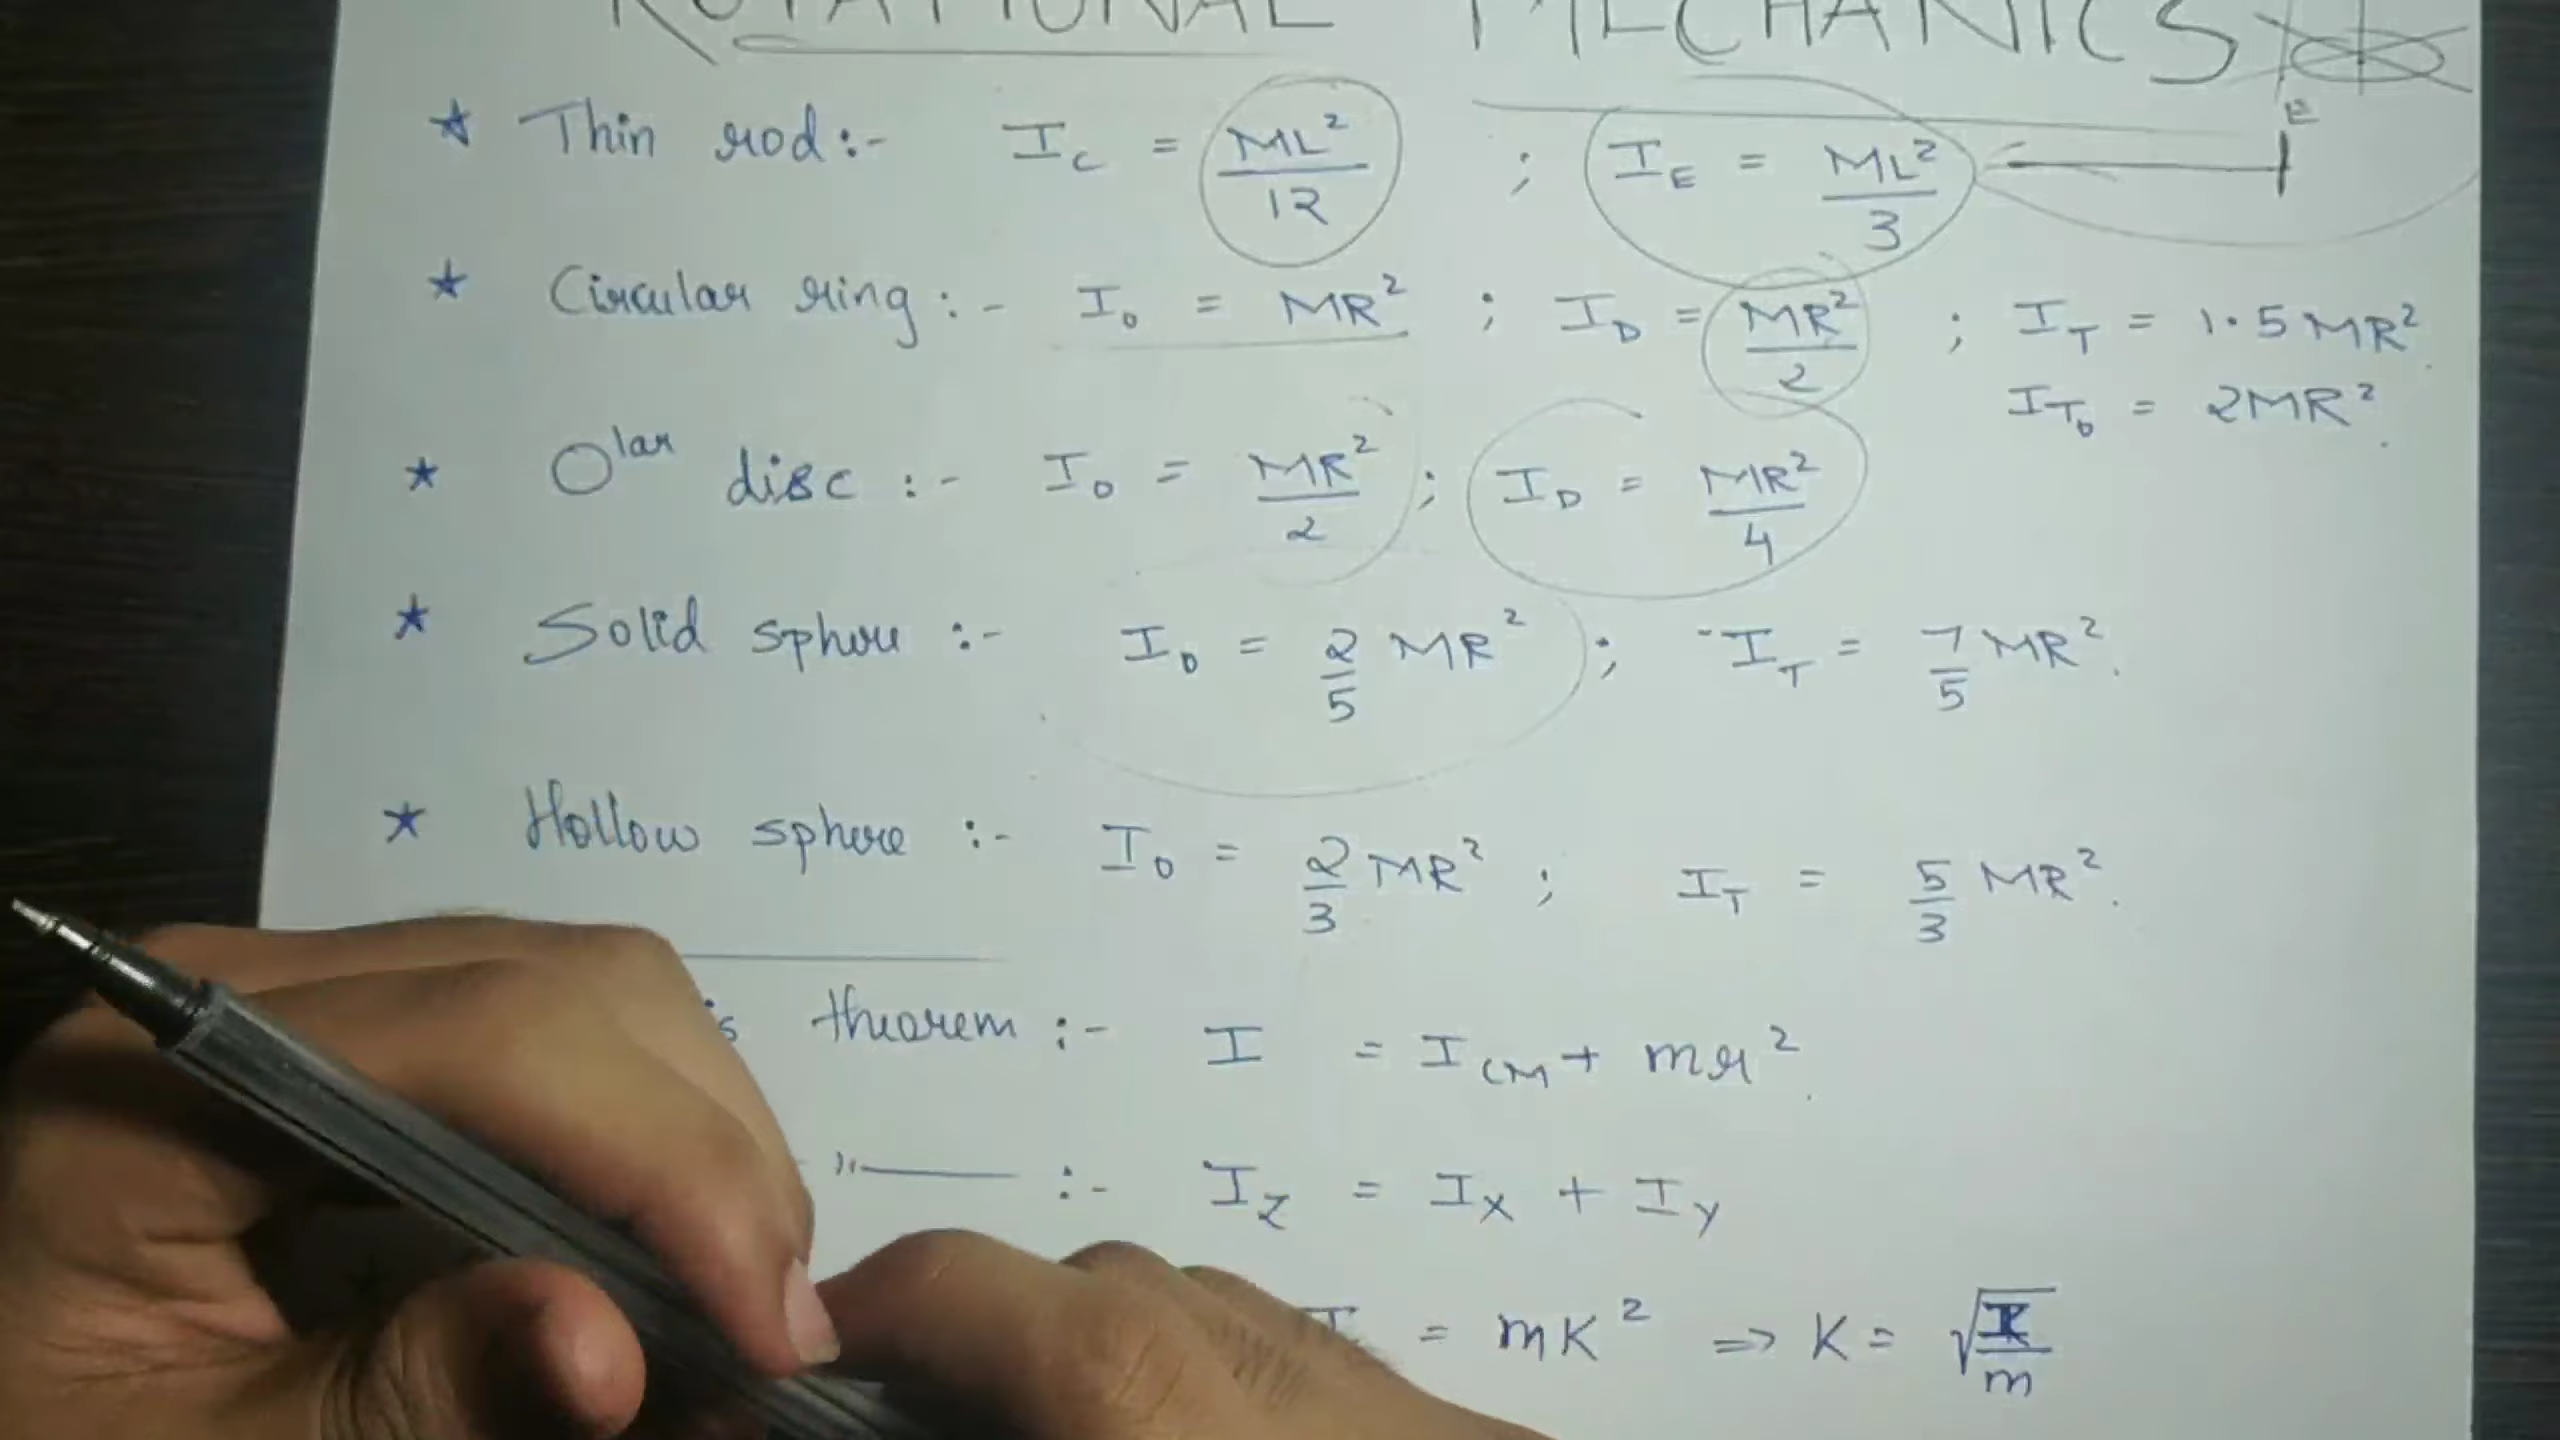 ROTATIONAL MECHANICS
E
★ Thin rod :- I_C = ML²/12 ; I_E = ML²/3
★ Circular ring :- I_0 = MR² ; I_D = MR²/2 ; I_T = 1.5 MR²
I_T0 = 2MR².
★ O^lar disc :- I_0 = MR²/2 ; I_D = MR²/4
★ Solid sphere :- I_0 = 2/5 MR² ; I_T = 7/5 MR².
★ Hollow sphere :- I_0 = 2/3 MR² ; I_T = 5/3 MR².
theorem :- I = I_CM + mr².
—"— :- I_Z = I_X + I_Y
I = mK² ⇒ K = √(I/m)